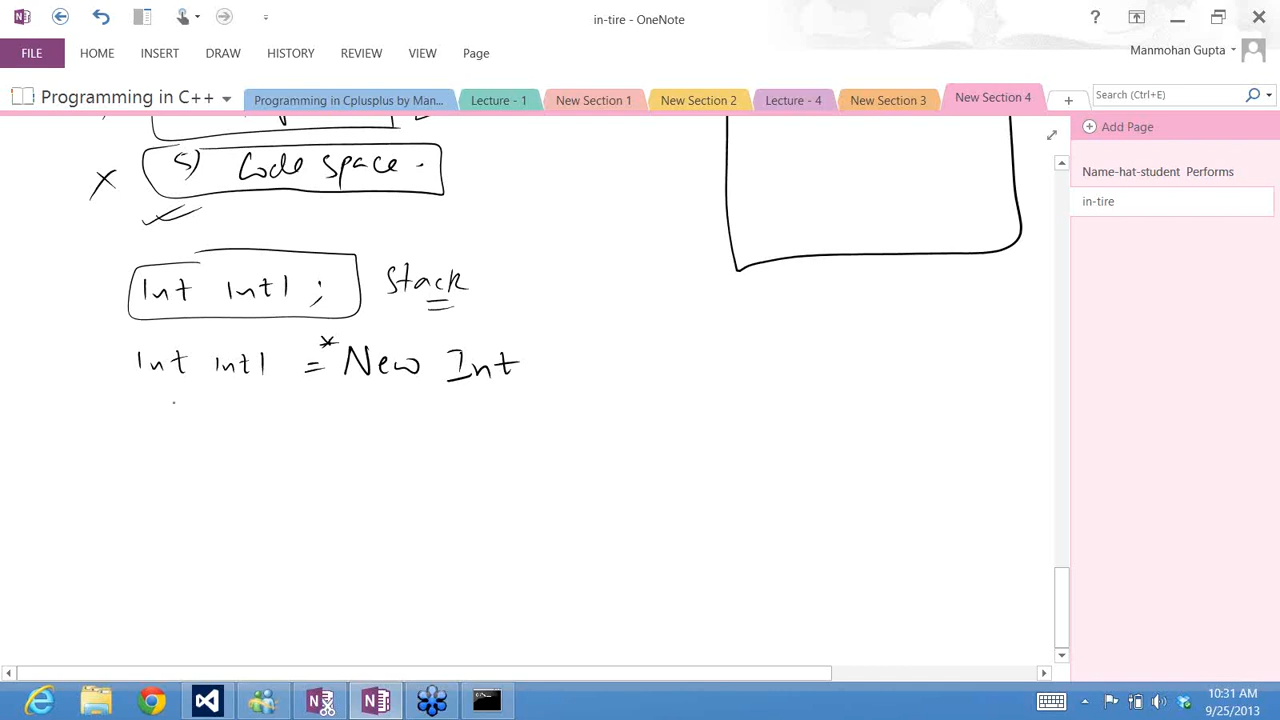 in-tire - OneNote
?
FILE HOME INSERT DRAW HISTORY REVIEW VIEW Page
Manmohan Gupta
Programming in C++
Programming in Cplusplus by Man...
Lecture - 1
New Section 1
New Section 2
Lecture - 4
New Section 3
New Section 4
Search (Ctrl+E)
Add Page
Name-hat-student Performs
in-tire
5) Code space -
Int int1 ; Stack
Int int1 = * New Int
10:31 AM
9/25/2013